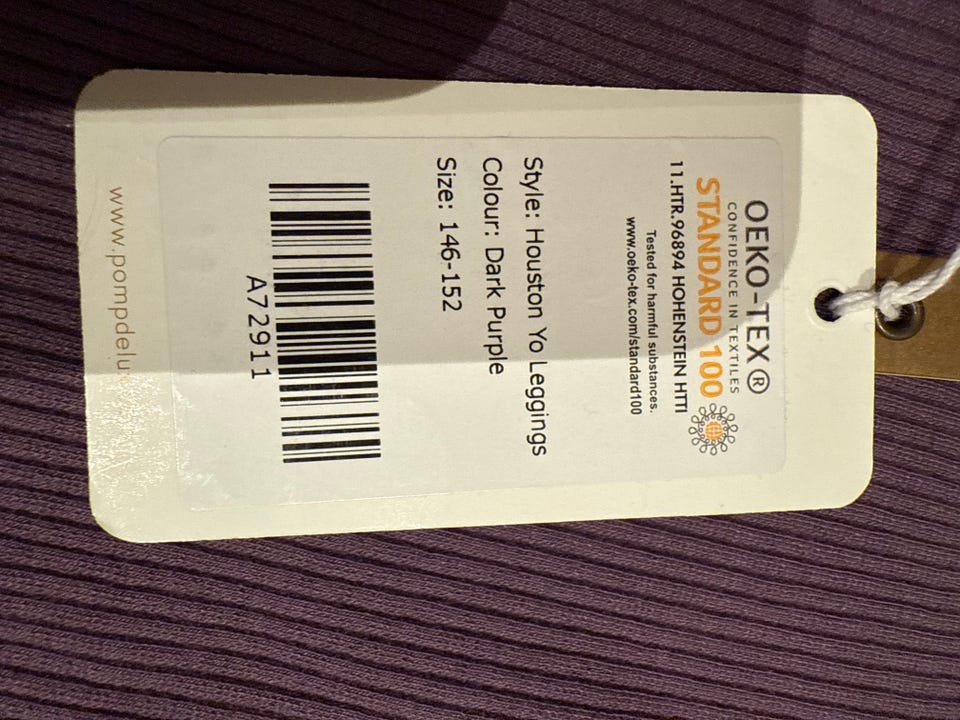 OEKO-TEX®
CONFIDENCE IN TEXTILES
STANDARD 100
11.HTR.96894 HOHENSTEIN HTTI
Tested for harmful substances.
www.oeko-tex.com/standard100
Style: Houston Yo Leggings
Colour: Dark Purple
Size: 146-152
A72911